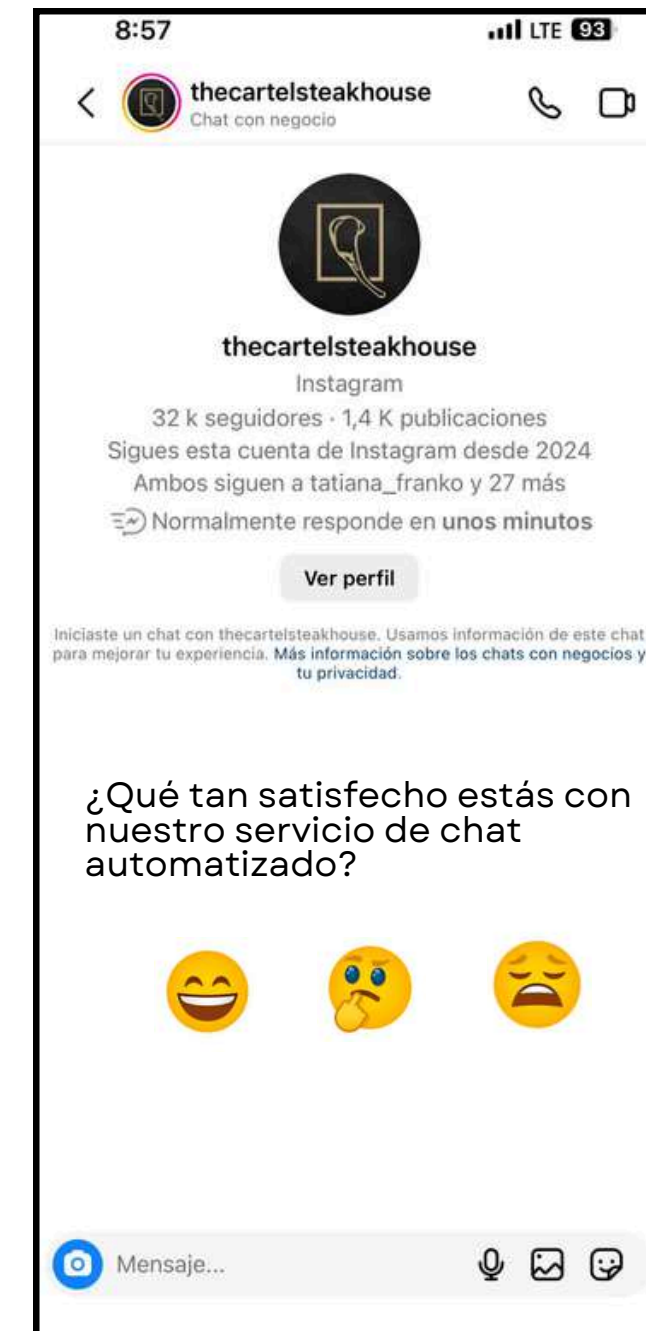 8:57
LTE 93
thecartelsteakhouse
Chat con negocio
thecartelsteakhouse
Instagram
32 k seguidores · 1,4 K publicaciones
Sigues esta cuenta de Instagram desde 2024
Ambos siguen a tatiana_franko y 27 más
Normalmente responde en unos minutos
Ver perfil
Iniciaste un chat con thecartelsteakhouse. Usamos información de este chat
para mejorar tu experiencia. Más información sobre los chats con negocios y
tu privacidad.
¿Qué tan satisfecho estás con
nuestro servicio de chat
automatizado?
Mensaje...